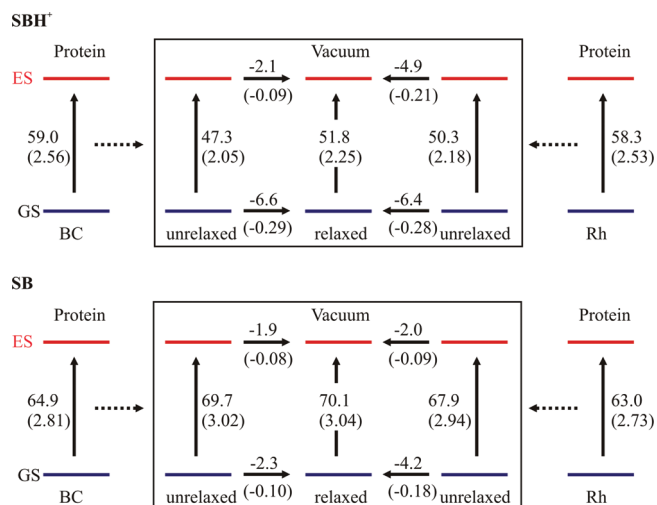 SBH⁺
Protein Vacuum Protein
ES
-2.1 -4.9
(-0.09) (-0.21)
59.0 47.3 51.8 50.3 58.3
(2.56) (2.05) (2.25) (2.18) (2.53)
-6.6 -6.4
GS
(-0.29) (-0.28)
BC unrelaxed relaxed unrelaxed Rh
SB
Protein Vacuum Protein
-1.9 -2.0
ES
(-0.08) (-0.09)
64.9 69.7 70.1 67.9 63.0
(2.81) (3.02) (3.04) (2.94) (2.73)
-2.3 -4.2
GS
(-0.10) (-0.18)
BC unrelaxed relaxed unrelaxed Rh